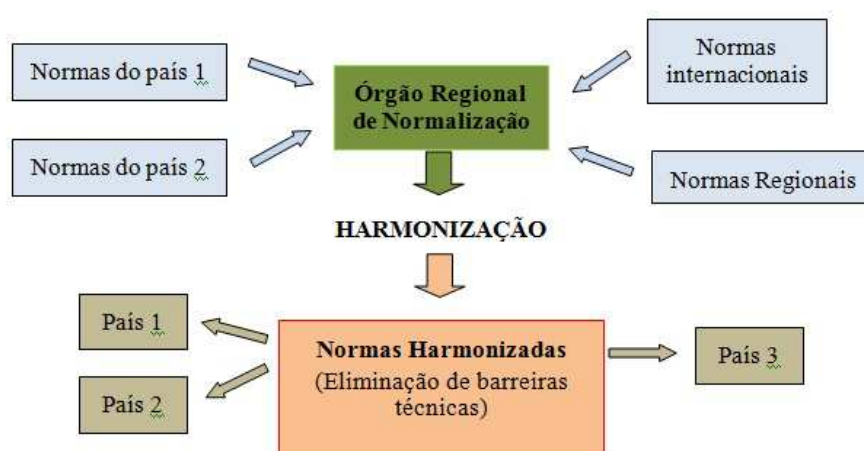 Normas do país 1
Órgão Regional
de Normalização
Normas
internacionais
Normas do país 2
Normas Regionais
HARMONIZAÇÃO
País 1
Normas Harmonizadas
(Eliminação de barreiras
técnicas)
País 3
País 2